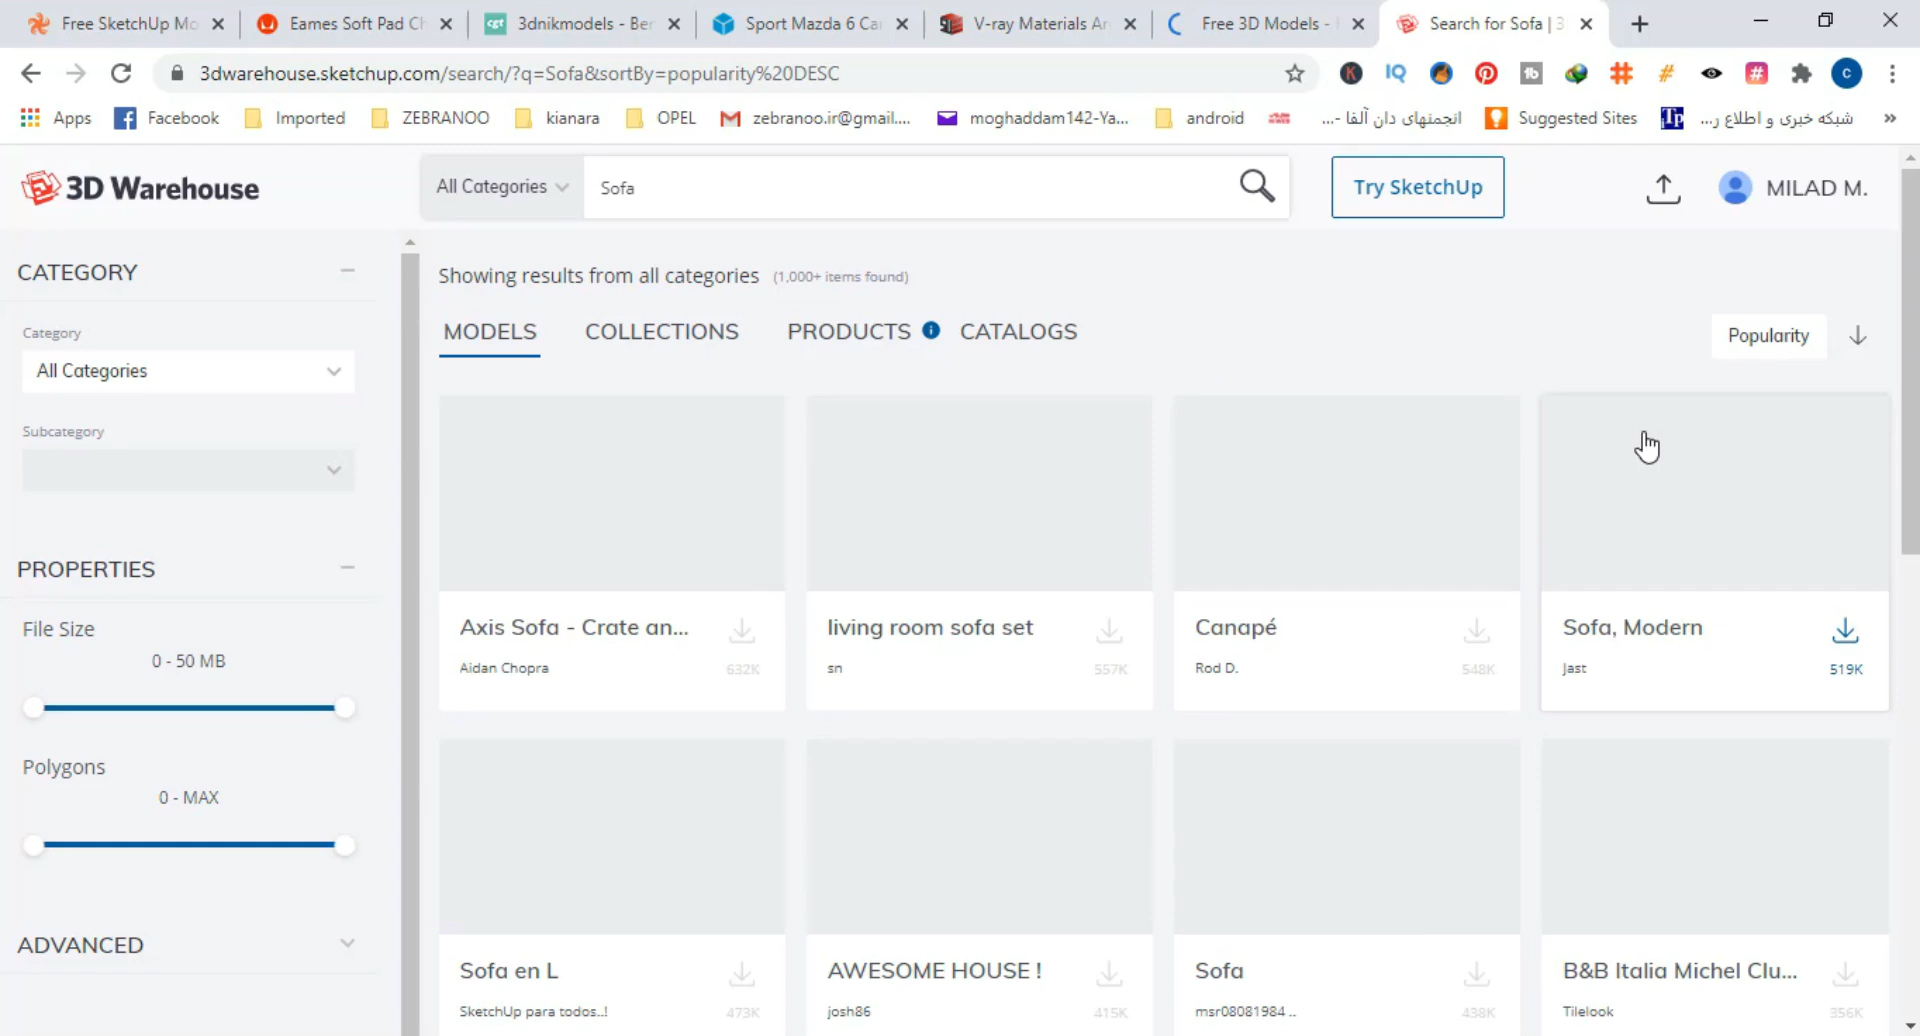 Free SketchUp Mo
Eames Soft Pad Ch
cgt
3dnikmodels - Ber
Sport Mazda 6 Car
V-ray Materials Ar
Free 3D Models -
Search for Sofa | 3
3dwarehouse.sketchup.com/search/?q=Sofa&sortBy=popularity%20DESC
K
IQ
C
Apps
Facebook
Imported
ZEBRANOO
kianara
OPEL
zebranoo.ir@gmail....
moghaddam142-Ya...
android
انجمنهای دان آلفا -...
Suggested Sites
Tp
شبکه خبری و اطلاع ر...
»
3D Warehouse
All Categories
Sofa
Try SketchUp
MILAD M.
CATEGORY
Category
All Categories
Subcategory
PROPERTIES
File Size
0 - 50 MB
Polygons
0 - MAX
ADVANCED
Showing results from all categories (1,000+ items found)
MODELS COLLECTIONS PRODUCTS i CATALOGS
Popularity
Axis Sofa - Crate an...
Aidan Chopra
632K
living room sofa set
sn
557K
Canapé
Rod D.
548K
Sofa, Modern
Jast
519K
Sofa en L
SketchUp para todos..!
473K
AWESOME HOUSE !
josh86
415K
Sofa
msr08081984 ..
438K
B&B Italia Michel Clu...
Tilelook
356K